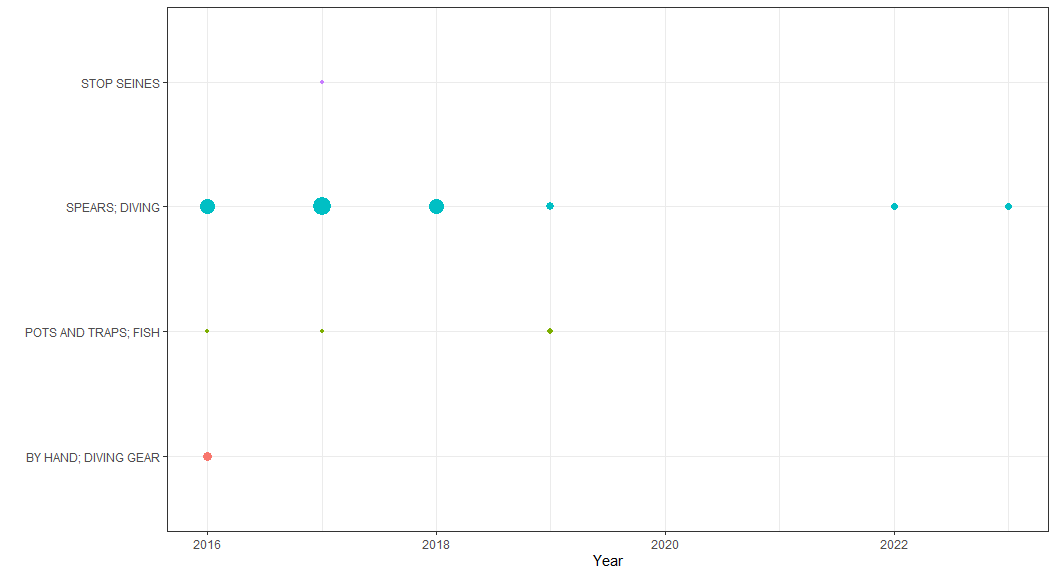 STOP SEINES
SPEARS; DIVING
POTS AND TRAPS; FISH
BY HAND; DIVING GEAR
2016 2018 2020 2022
Year